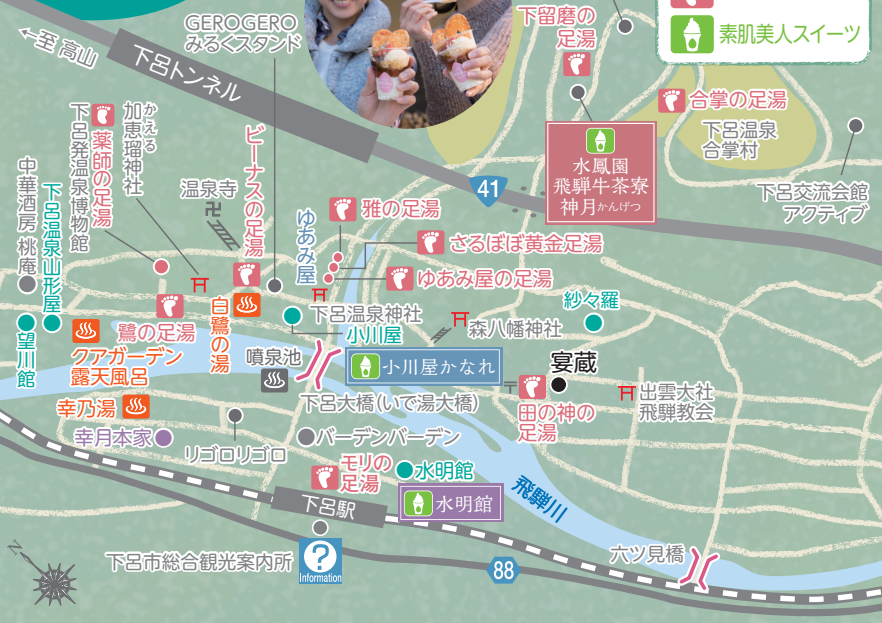 GEROGERO
みるくスタンド
←至 高山
下呂トンネル
下留磨の
足湯
素肌美人スイーツ
合掌の足湯
下呂温泉
合掌村
下呂交流会館
アクティブ
水鳳園
飛騨牛茶寮
神月かんげつ
41
かえる
加恵瑠神社
薬師の足湯
下呂発温泉博物館
中華酒房 桃庵
下呂温泉山形屋
望川館
温泉寺
ビーナスの足湯
ゆあみ屋
雅の足湯
さるぼぼ黄金足湯
ゆあみ屋の足湯
鷺の足湯
白鷺の湯
クアガーデン
露天風呂
噴泉池
下呂温泉神社
小川屋
森八幡神社
紗々羅
小川屋かなれ
宴蔵
〒
田の神の
足湯
出雲大社
飛騨教会
幸乃湯
幸月本家
リゴロリゴロ
下呂大橋(いで湯大橋)
バーデンバーデン
モリの
足湯
水明館
水明館
下呂駅
飛騨川
下呂市総合観光案内所
?
Information
88
六ツ見橋
N